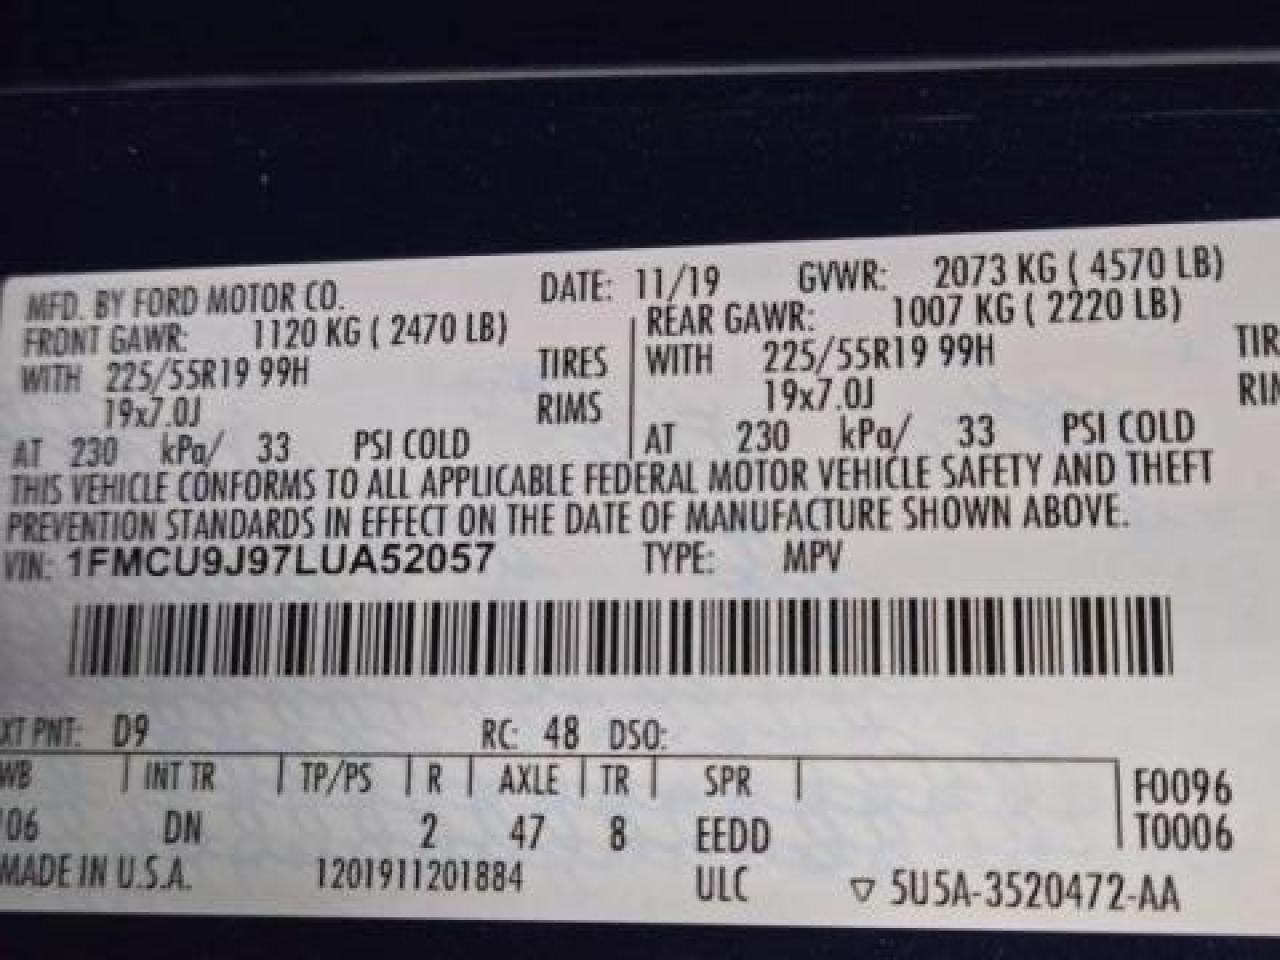 MFD. BY FORD MOTOR CO. DATE: 11/19 GVWR: 2073 KG ( 4570 LB)
FRONT GAWR: 1120 KG ( 2470 LB) REAR GAWR: 1007 KG ( 2220 LB)
WITH 225/55R19 99H TIRES WITH 225/55R19 99H TIR
19x7.0J RIMS 19x7.0J RIM
AT 230 kPa/ 33 PSI COLD AT 230 kPa/ 33 PSI COLD
THIS VEHICLE CONFORMS TO ALL APPLICABLE FEDERAL MOTOR VEHICLE SAFETY AND THEFT
PREVENTION STANDARDS IN EFFECT ON THE DATE OF MANUFACTURE SHOWN ABOVE.
VIN: 1FMCU9J97LUA52057 TYPE: MPV
XT PNT: D9 RC: 48 DSO:
WB INT TR TP/PS R AXLE TR SPR F0096
06 DN 2 47 8 EEDD T0006
MADE IN U.S.A. 1201911201884 ULC ▽ 5U5A-3520472-AA